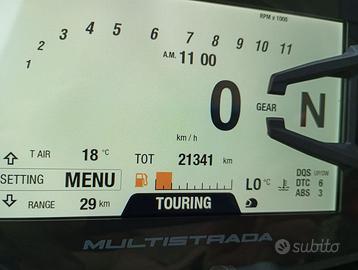 RPM x 1000
1 2 3 4 5 6 7 8 9 10 11
A.M. 11 00
0 GEAR N
km / h
T AIR 18 °C TOT 21341 km
SETTING MENU
LO °C
DQS UP/DW
DTC 6
ABS 3
RANGE 29 km TOURING
MULTISTRADA
subito